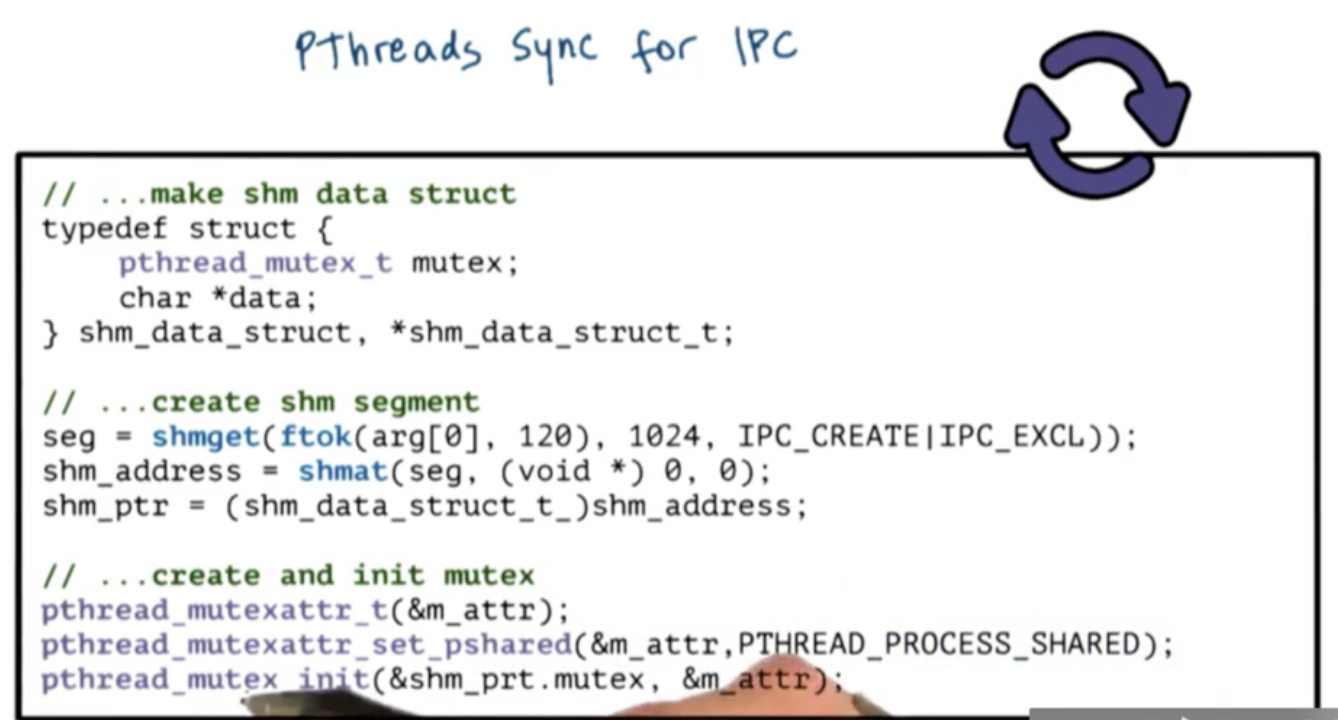 PThreads Sync for IPC
// ...make shm data struct
typedef struct {
pthread_mutex_t mutex;
char *data;
} shm_data_struct, *shm_data_struct_t;
// ...create shm segment
seg = shmget(ftok(arg[0], 120), 1024, IPC_CREATE|IPC_EXCL));
shm_address = shmat(seg, (void *) 0, 0);
shm_ptr = (shm_data_struct_t_)shm_address;
// ...create and init mutex
pthread_mutexattr_t(&m_attr);
pthread_mutexattr_set_pshared(&m_attr,PTHREAD_PROCESS_SHARED);
pthread_mutex_init(&shm_prt.mutex, &m_attr);